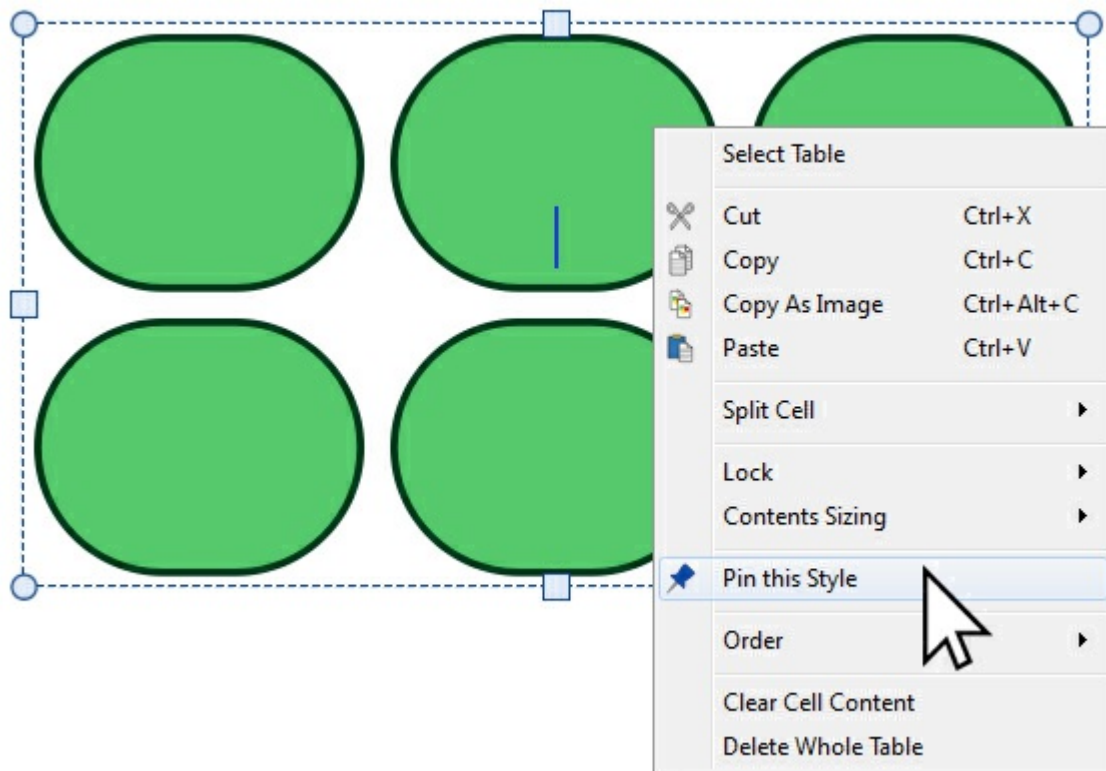 Select Table
Cut Ctrl+X
Copy Ctrl+C
Copy As Image Ctrl+Alt+C
Paste Ctrl+V
Split Cell
Lock
Contents Sizing
Pin this Style
Order
Clear Cell Content
Delete Whole Table